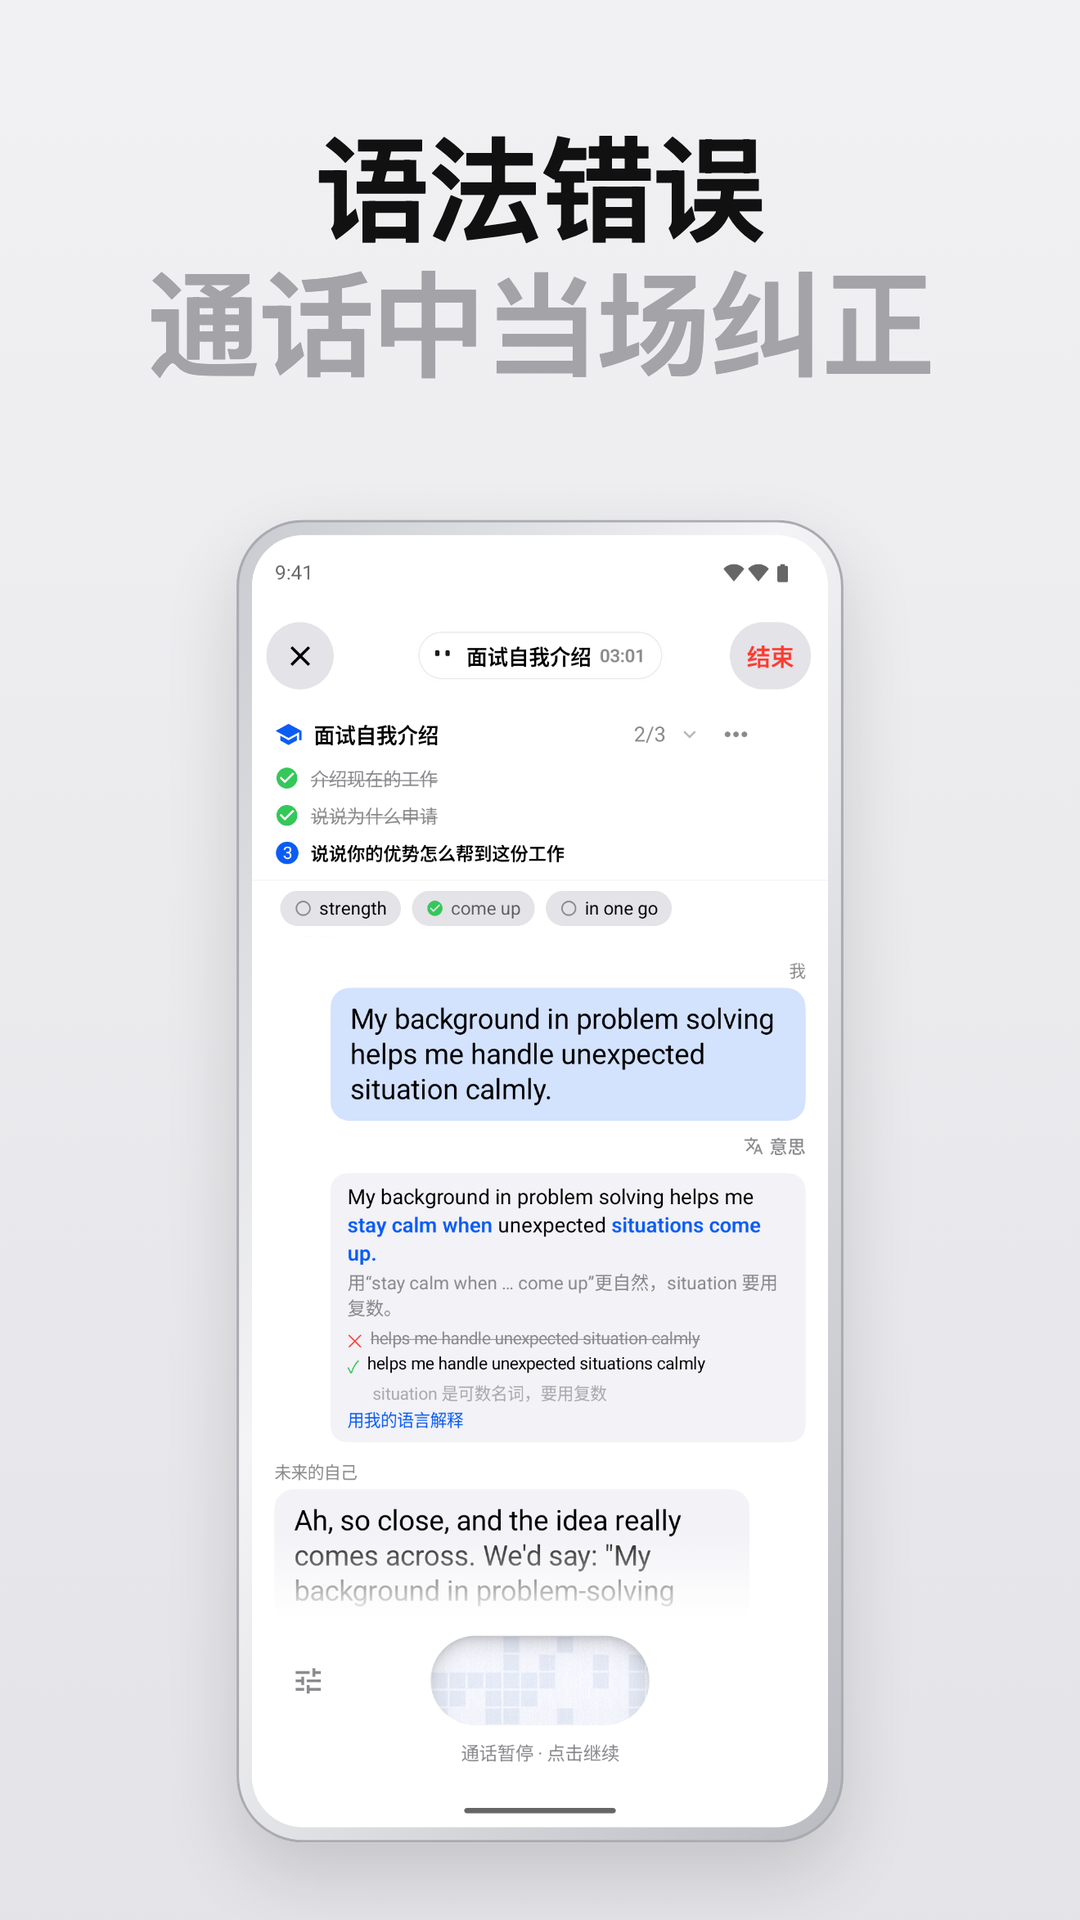 语法错误
通话中当场纠正
9:41
面试自我介绍 03:01
结束
面试自我介绍 2/3
介绍现在的工作
说说为什么申请
3 说说你的优势怎么帮到这份工作
strength come up in one go
我
My background in problem solving
helps me handle unexpected
situation calmly.
意思
My background in problem solving helps me
stay calm when unexpected situations come
up.
用“stay calm when ... come up”更自然，situation 要用
复数。
helps me handle unexpected situation calmly
helps me handle unexpected situations calmly
situation 是可数名词，要用复数
用我的语言解释
未来的自己
Ah, so close, and the idea really
comes across. We'd say: "My
background in problem-solving
通话暂停 · 点击继续